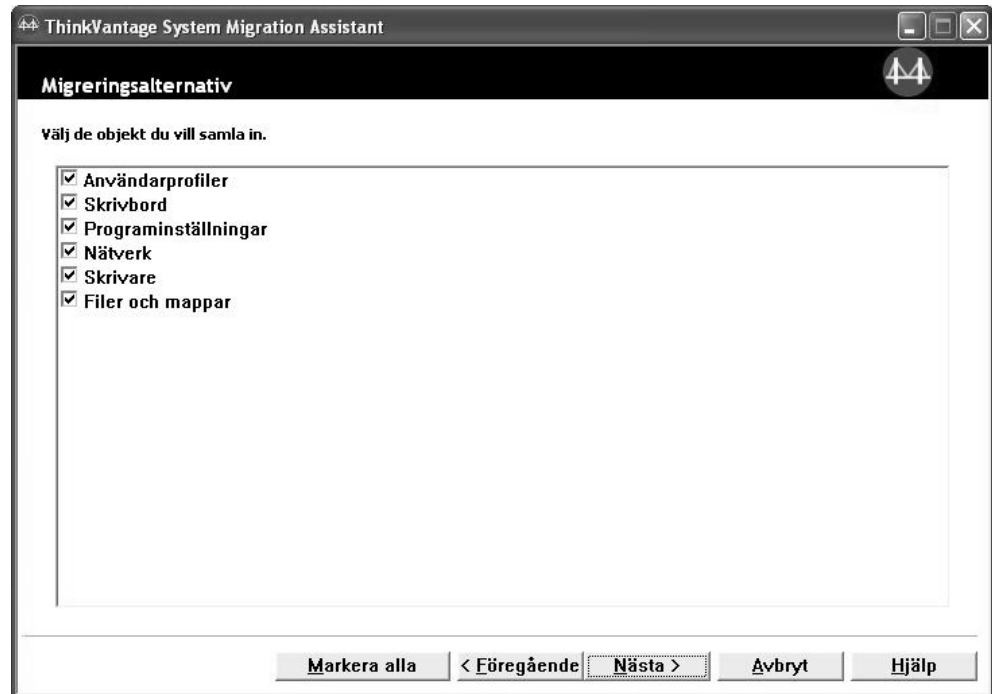 ThinkVantage System Migration Assistant
Migreringsalternativ
Välj de objekt du vill samla in.
Användarprofiler
Skrivbord
Programinställningar
Nätverk
Skrivare
Filer och mappar
Markera alla
< Föregående
Nästa >
Avbryt
Hjälp